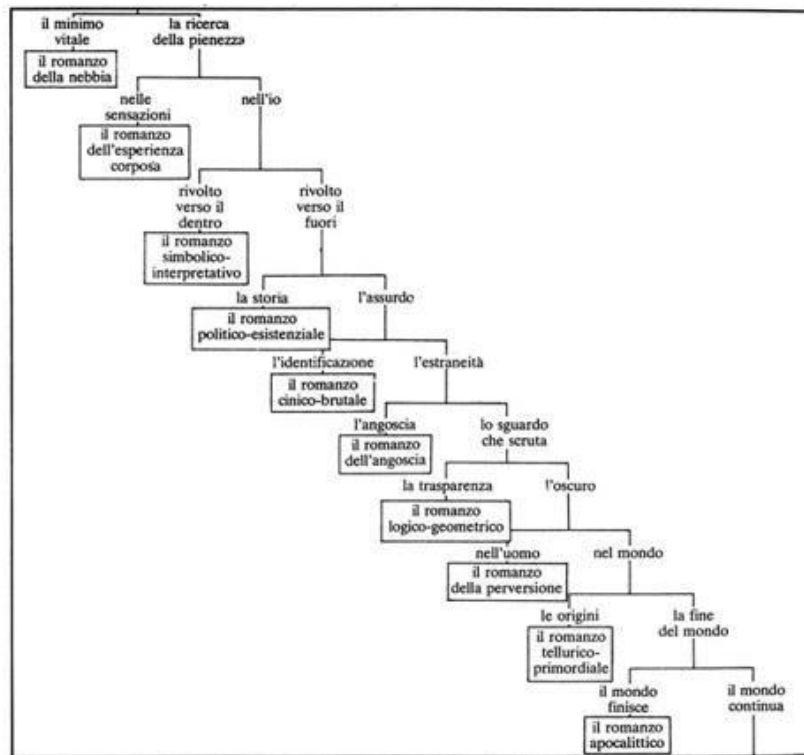 il minimo
vitale
la ricerca
della pienezza
il romanzo
della nebbia
nelle
sensazioni
nell'io
il romanzo
dell'esperienza
corposa
rivolto
verso il
dentro
rivolto
verso il
fuori
il romanzo
simbolico-
interpretativo
la storia
l'assurdo
il romanzo
politico-esistenziale
l'identificazione
l'estraneità
il romanzo
cinico-brutale
l'angoscia
lo sguardo
che scruta
il romanzo
dell'angoscia
la trasparenza
l'oscuro
il romanzo
logico-geometrico
nell'uomo
nel mondo
il romanzo
della perversione
le origini
la fine
del mondo
il romanzo
tellurico-
primordiale
il mondo
finisce
il mondo
continua
il romanzo
apocalittico